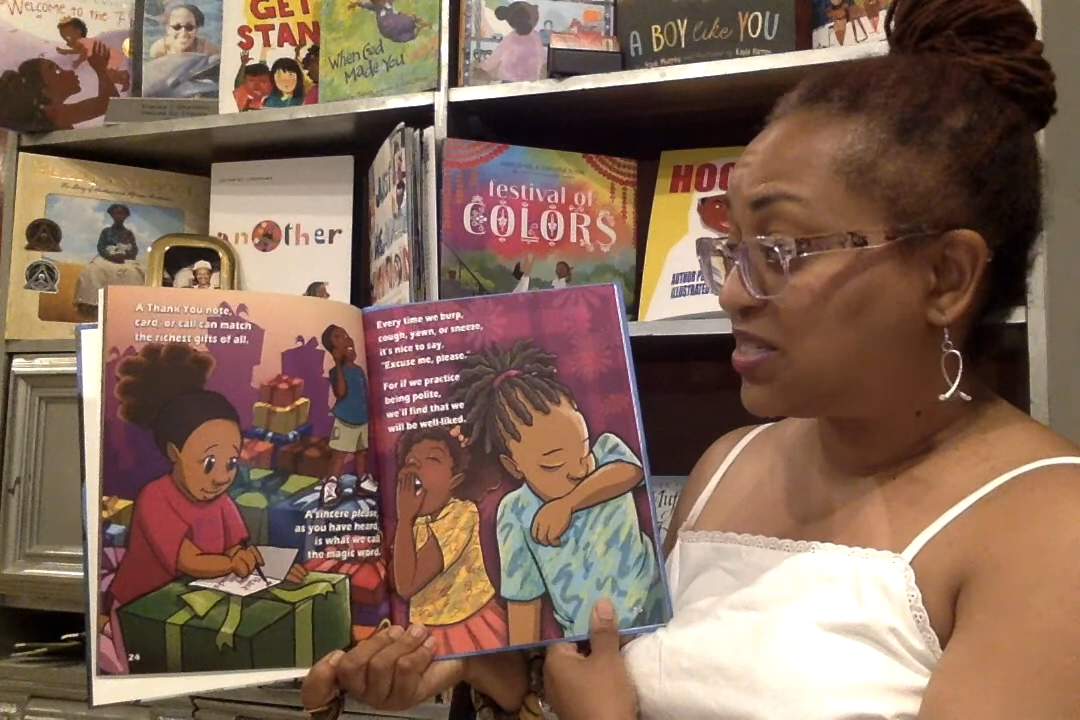 Welcome to the
GET
STAN
When God
Made You
A BOY like YOU
another
festival of
COLORS
HOO
AUTHOR
ILLUSTRATED
A Thank You note,
card, or call can match
the richest gifts of all.
A sincere please,
as you have heard,
is what we call
the magic word.
24
Every time we burp,
cough, yawn, or sneeze,
it's nice to say,
"Excuse me, please."
For if we practice
being polite,
we'll find that we
will be well-liked.